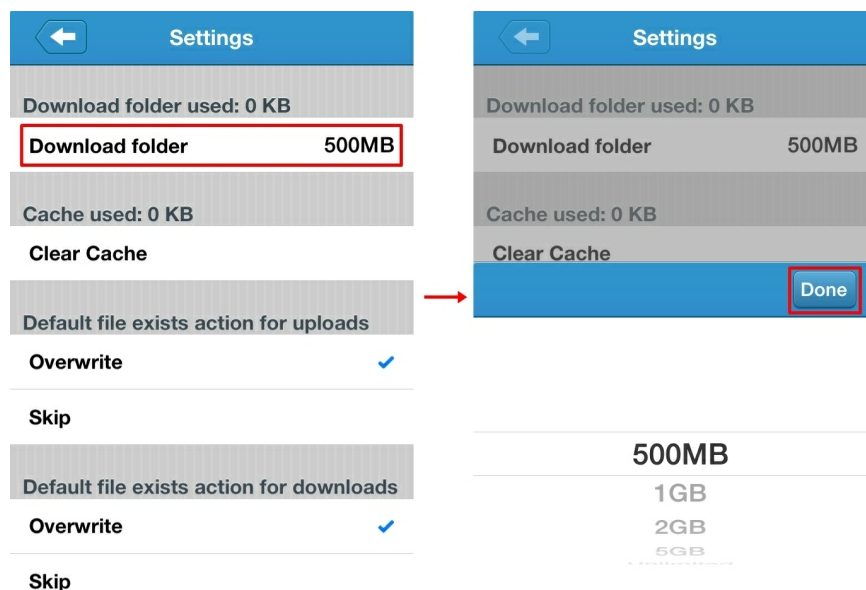 Settings
Download folder used: 0 KB
Download folder 500MB
Cache used: 0 KB
Clear Cache
Default file exists action for uploads
Overwrite
Skip
Default file exists action for downloads
Overwrite
Skip
Settings
Download folder used: 0 KB
Download folder 500MB
Cache used: 0 KB
Clear Cache
Done
500MB
1GB
2GB
5GB
Unlimited